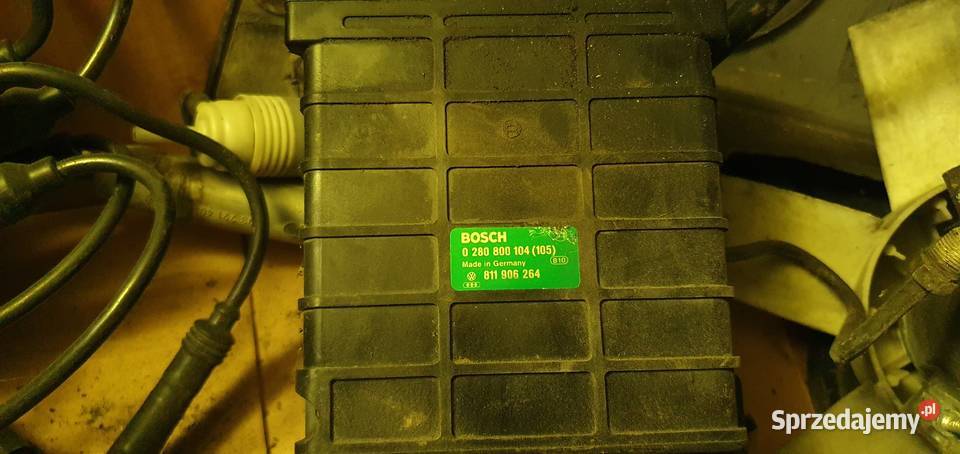 BOSCH
0 280 800 104 (105)
Made in Germany B10
811 906 264
Sprzedajemy.pl